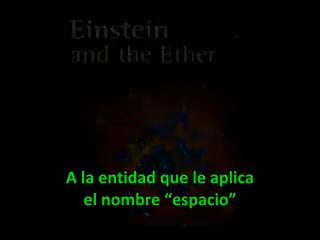 Einstein
and the Ether
A la entidad que le aplica
el nombre “espacio”